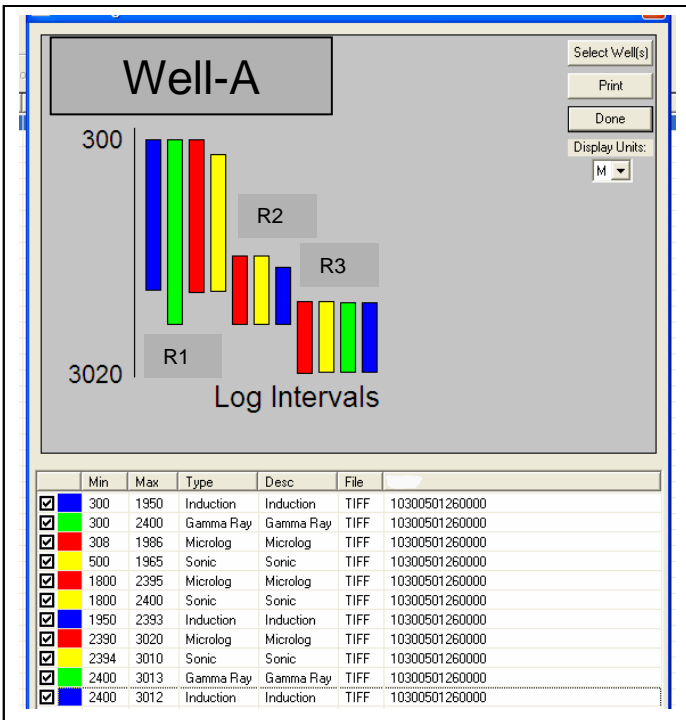 Well-A
Select Well(s)
Print
Done
Display Units:
M
300
R2
R3
R1
3020
Log Intervals
Min Max Type Desc File
300 1950 Induction Induction TIFF 10300501260000
300 2400 Gamma Ray Gamma Ray TIFF 10300501260000
308 1986 Microlog Microlog TIFF 10300501260000
500 1965 Sonic Sonic TIFF 10300501260000
1800 2395 Microlog Microlog TIFF 10300501260000
1800 2400 Sonic Sonic TIFF 10300501260000
1950 2393 Induction Induction TIFF 10300501260000
2390 3020 Microlog Microlog TIFF 10300501260000
2394 3010 Sonic Sonic TIFF 10300501260000
2400 3013 Gamma Ray Gamma Ray TIFF 10300501260000
2400 3012 Induction Induction TIFF 10300501260000